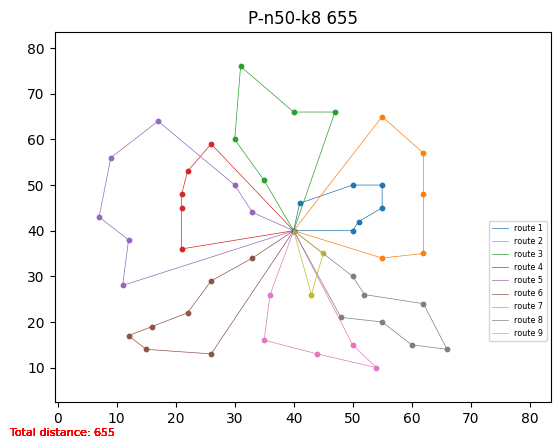 P-n50-k8 655
80
70
60
50
40
30
20
10
0 10 20 30 40 50 60 70 80
route 1
route 2
route 3
route 4
route 5
route 6
route 7
route 8
route 9
Total distance: 655